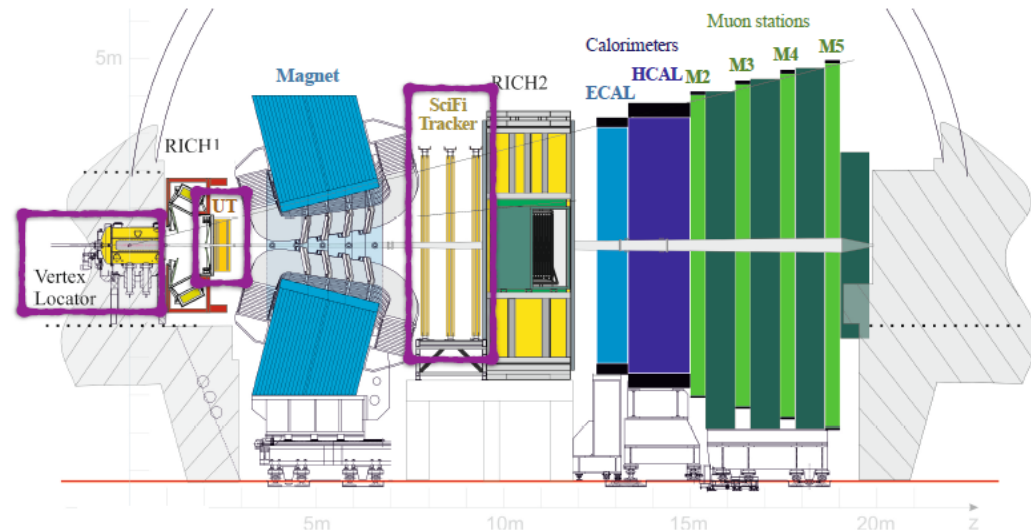 Muon stations
5m
Calorimeters
M5
M4
M3
M2
HCAL
Magnet
RICH2
ECAL
SciFi
Tracker
RICH1
UT
Vertex
Locator
5m
10m
15m
20m
z